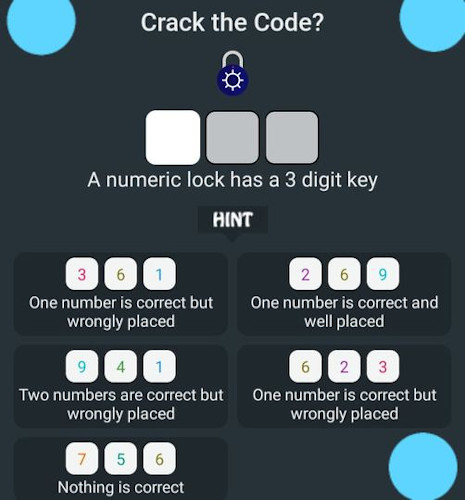 Crack the Code?
A numeric lock has a 3 digit key
HINT
3 6 1
One number is correct but
wrongly placed
2 6 9
One number is correct and
well placed
9 4 1
Two numbers are correct but
wrongly placed
6 2 3
One number is correct but
wrongly placed
7 5 6
Nothing is correct